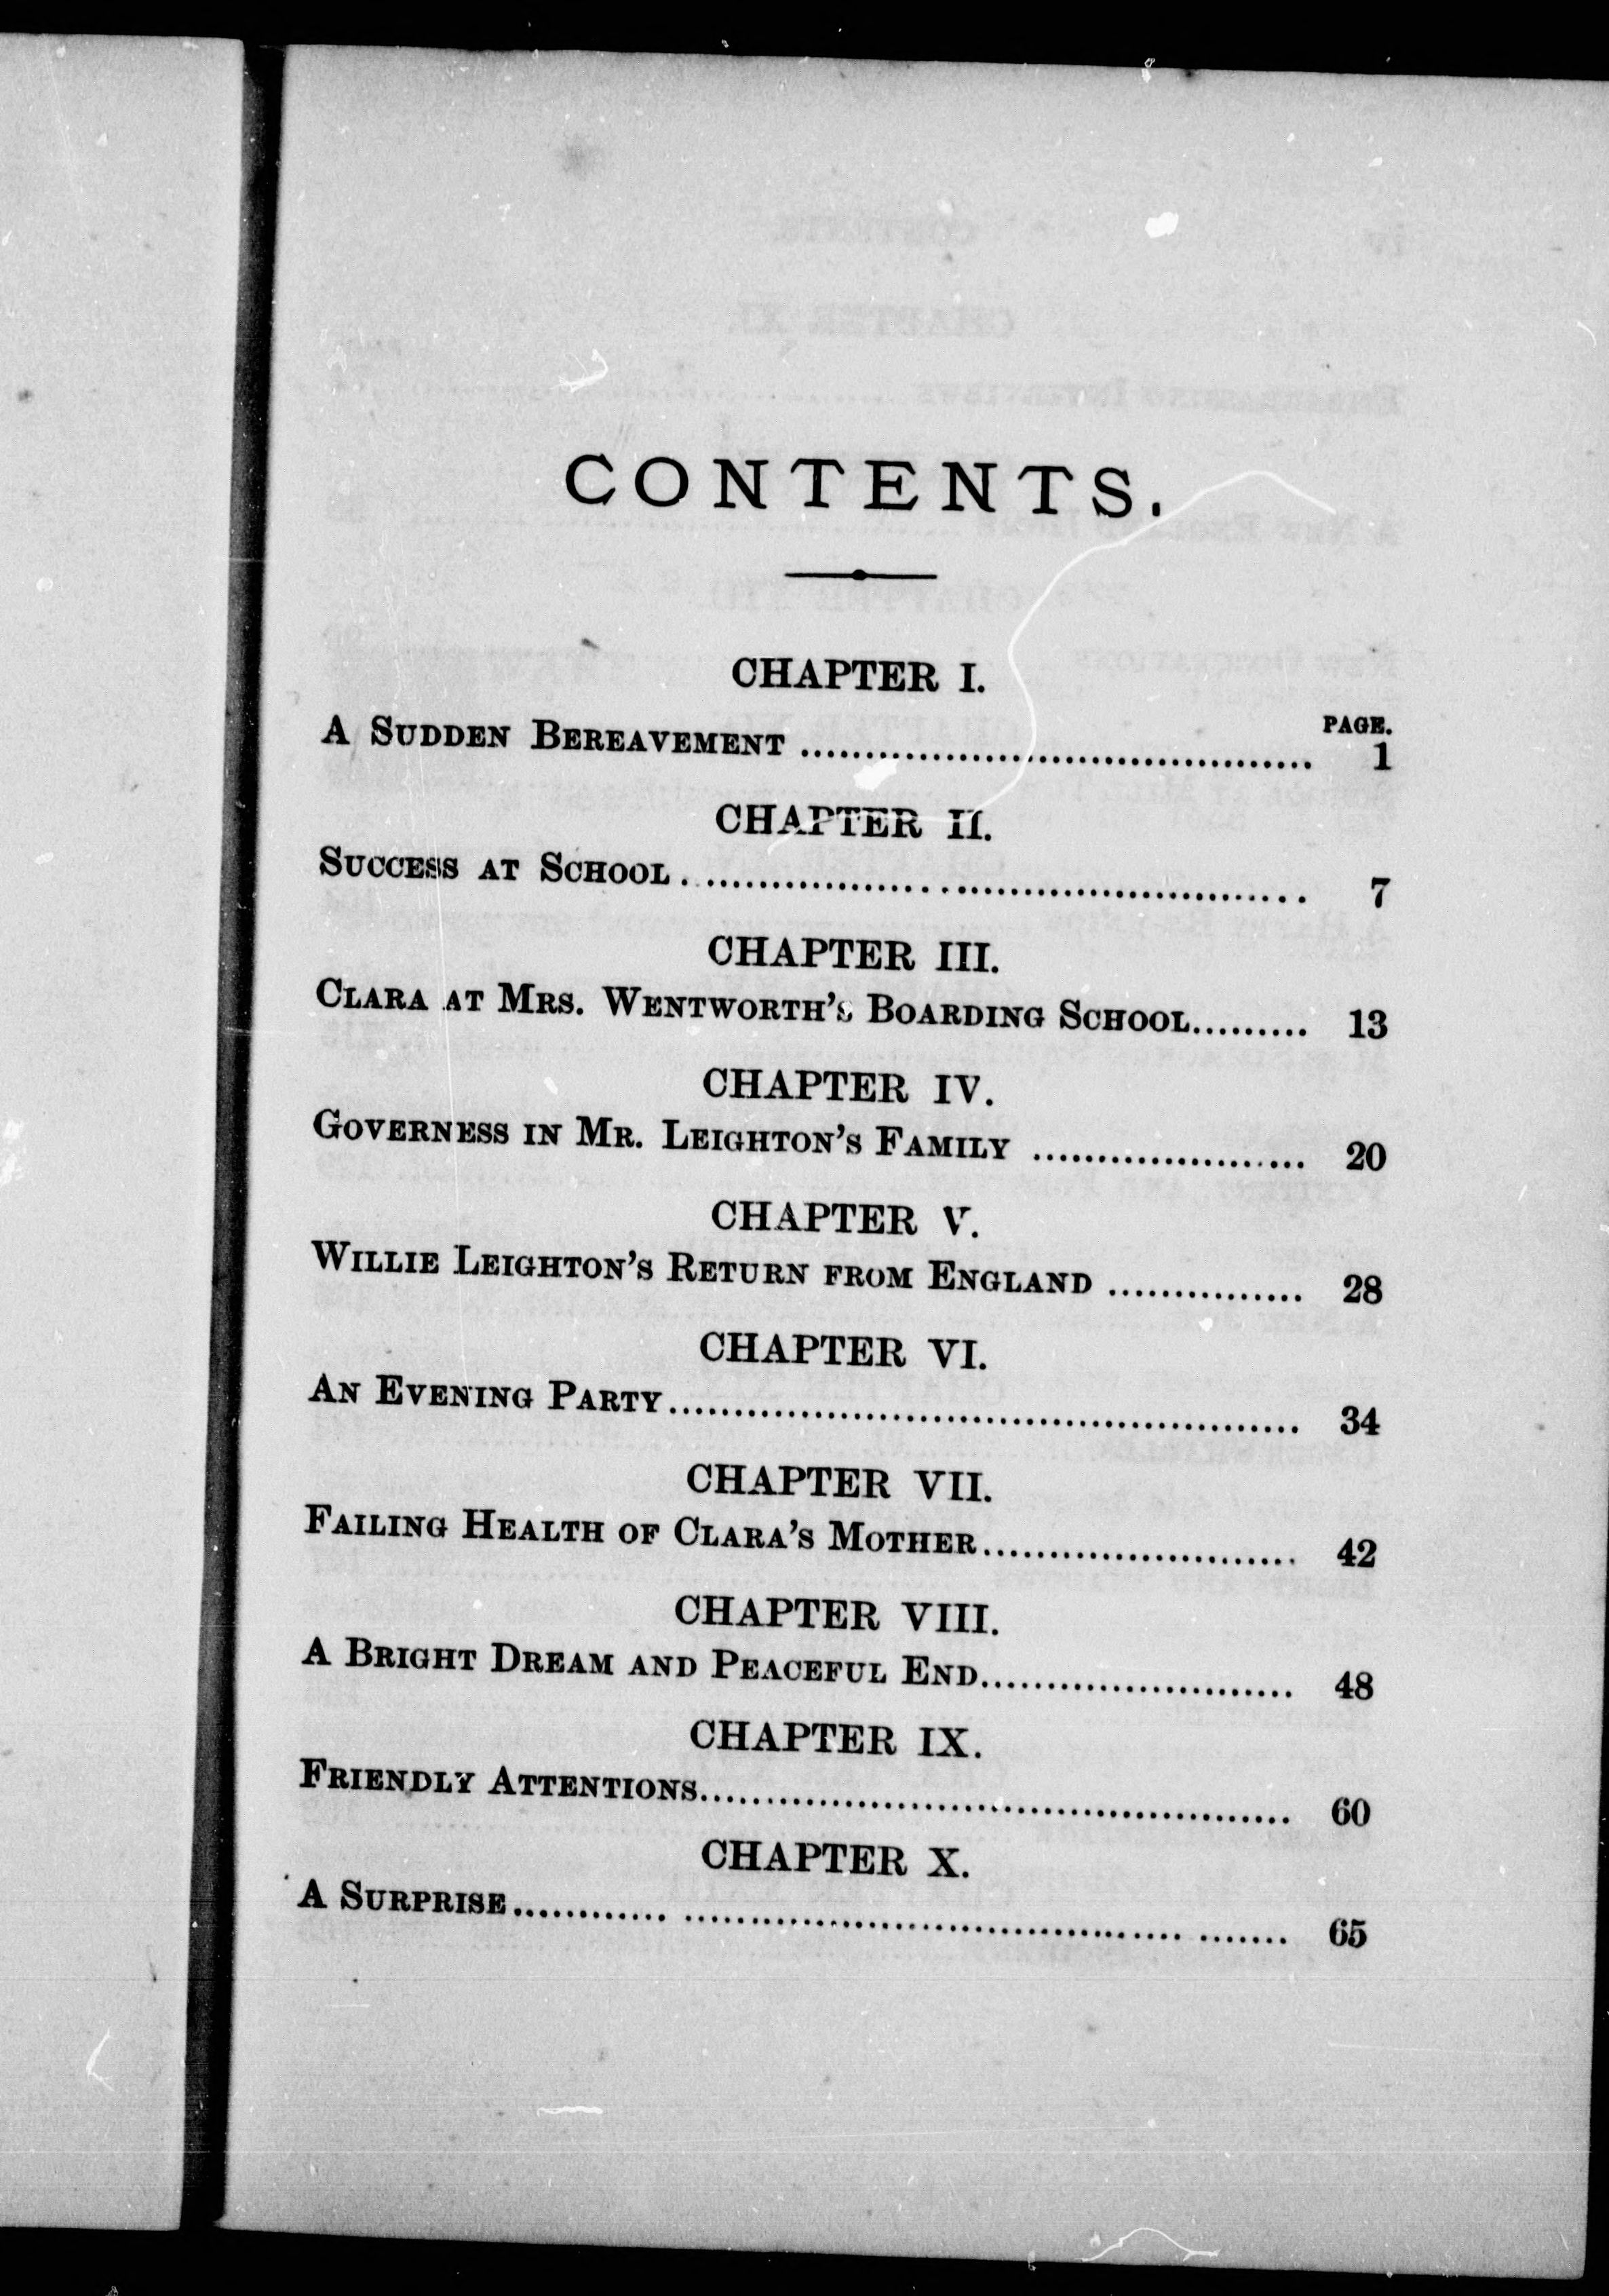 CONTENTS.
CHAPTER I.
PAGE.
A SUDDEN BEREAVEMENT ........................................ 1
CHAPTER II.
SUCCESS AT SCHOOL ............................................... 7
CHAPTER III.
CLARA AT MRS. WENTWORTH'S BOARDING SCHOOL......... 13
CHAPTER IV.
GOVERNESS IN MR. LEIGHTON'S FAMILY ..................... 20
CHAPTER V.
WILLIE LEIGHTON'S RETURN FROM ENGLAND ............... 28
CHAPTER VI.
AN EVENING PARTY................................................. 34
CHAPTER VII.
FAILING HEALTH OF CLARA'S MOTHER........................ 42
CHAPTER VIII.
A BRIGHT DREAM AND PEACEFUL END........................ 48
CHAPTER IX.
FRIENDLY ATTENTIONS.............................................. 60
CHAPTER X.
A SURPRISE............ ...................................... ....... 65